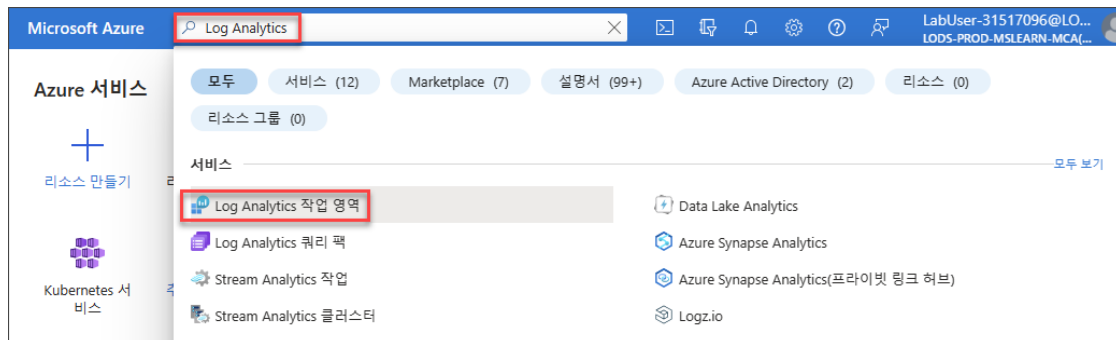 Microsoft Azure
Log Analytics
LabUser-31517096@LO...
LODS-PROD-MSLEARN-MCA(...
모두
서비스 (12)
Marketplace (7)
설명서 (99+)
Azure Active Directory (2)
리소스 (0)
리소스 그룹 (0)
Azure 서비스
리소스 만들기
Kubernetes 서
비스
서비스
모두 보기
Log Analytics 작업 영역
Log Analytics 쿼리 팩
Stream Analytics 작업
Stream Analytics 클러스터
Data Lake Analytics
Azure Synapse Analytics
Azure Synapse Analytics(프라이빗 링크 허브)
Logz.io